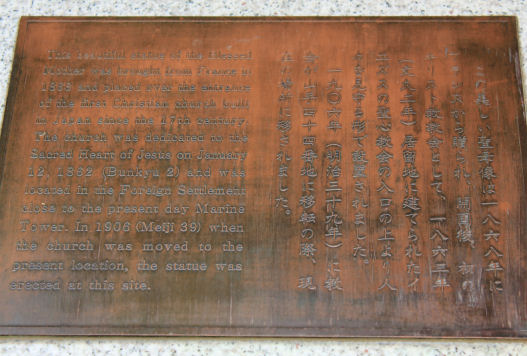 This beautiful statue of the Blessed
Mother was brought from France in
1868 and placed over the entrance
of the first Christian church built
in Japan since the 17th century.
The church was dedicated to the
Sacred Heart of Jesus on January
12, 1862 (Bunkyu 2) and was
located in the Foreign Settlement
close to the present day Marine
Tower. In 1906 (Meiji 39) when
the church was moved to the
present location, the statue was
erected at this site.
この美しい聖母像は一八六八年に
フランスから贈られ、開国後、初の
キリスト教教会として、一八六二年
居留地に建てられたイ
エズスの聖心教会の入口の上より人
々を見守る形で設置されました。
一九〇六年(明治三十九年)に教
会が山手四十四番地に移転の際、現
在の場所に移されました。